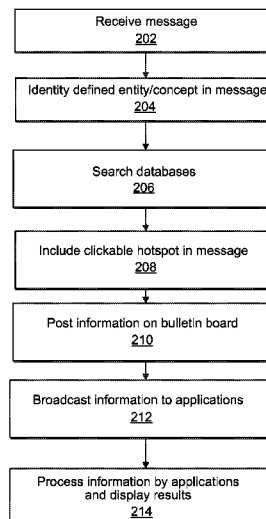 Receive message
202
Identity defined entity/concept in message
204
Search databases
206
Include clickable hotspot in message
208
Post information on bulletin board
210
Broadcast information to applications
212
Process information by applications
and display results
214